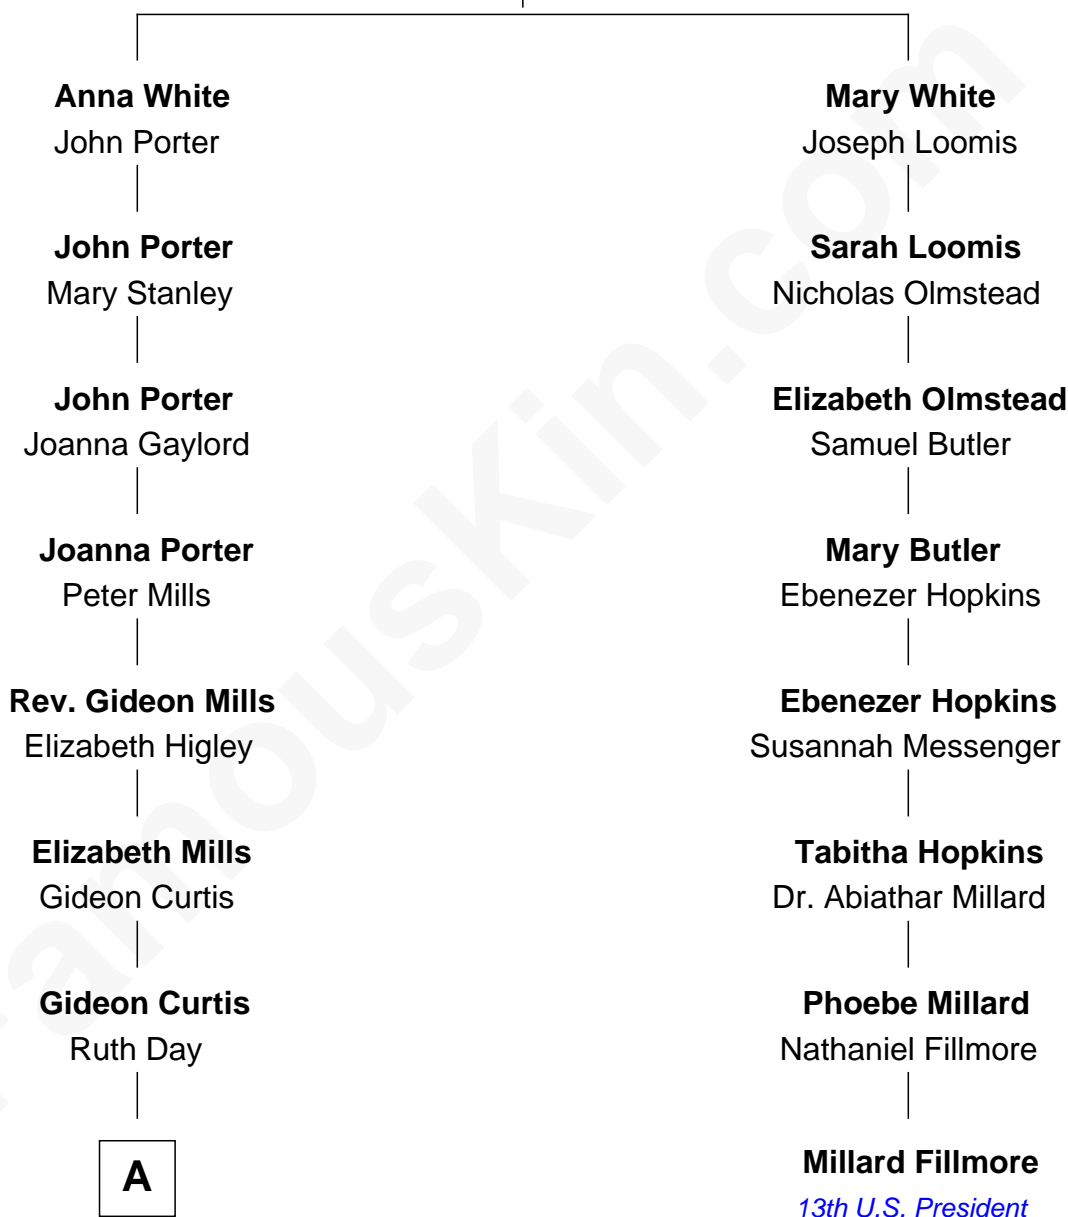 Anna White
John Porter
John Porter
Mary Stanley
John Porter
Joanna Gaylord
Joanna Porter
Peter Mills
Rev. Gideon Mills
Elizabeth Higley
Elizabeth Mills
Gideon Curtis
Gideon Curtis
Ruth Day
A
Mary White
Joseph Loomis
Sarah Loomis
Nicholas Olmstead
Elizabeth Olmstead
Samuel Butler
Mary Butler
Ebenezer Hopkins
Ebenezer Hopkins
Susannah Messenger
Tabitha Hopkins
Dr. Abiathar Millard
Phoebe Millard
Nathaniel Fillmore
Millard Fillmore
13th U.S. President
FamousKin.com